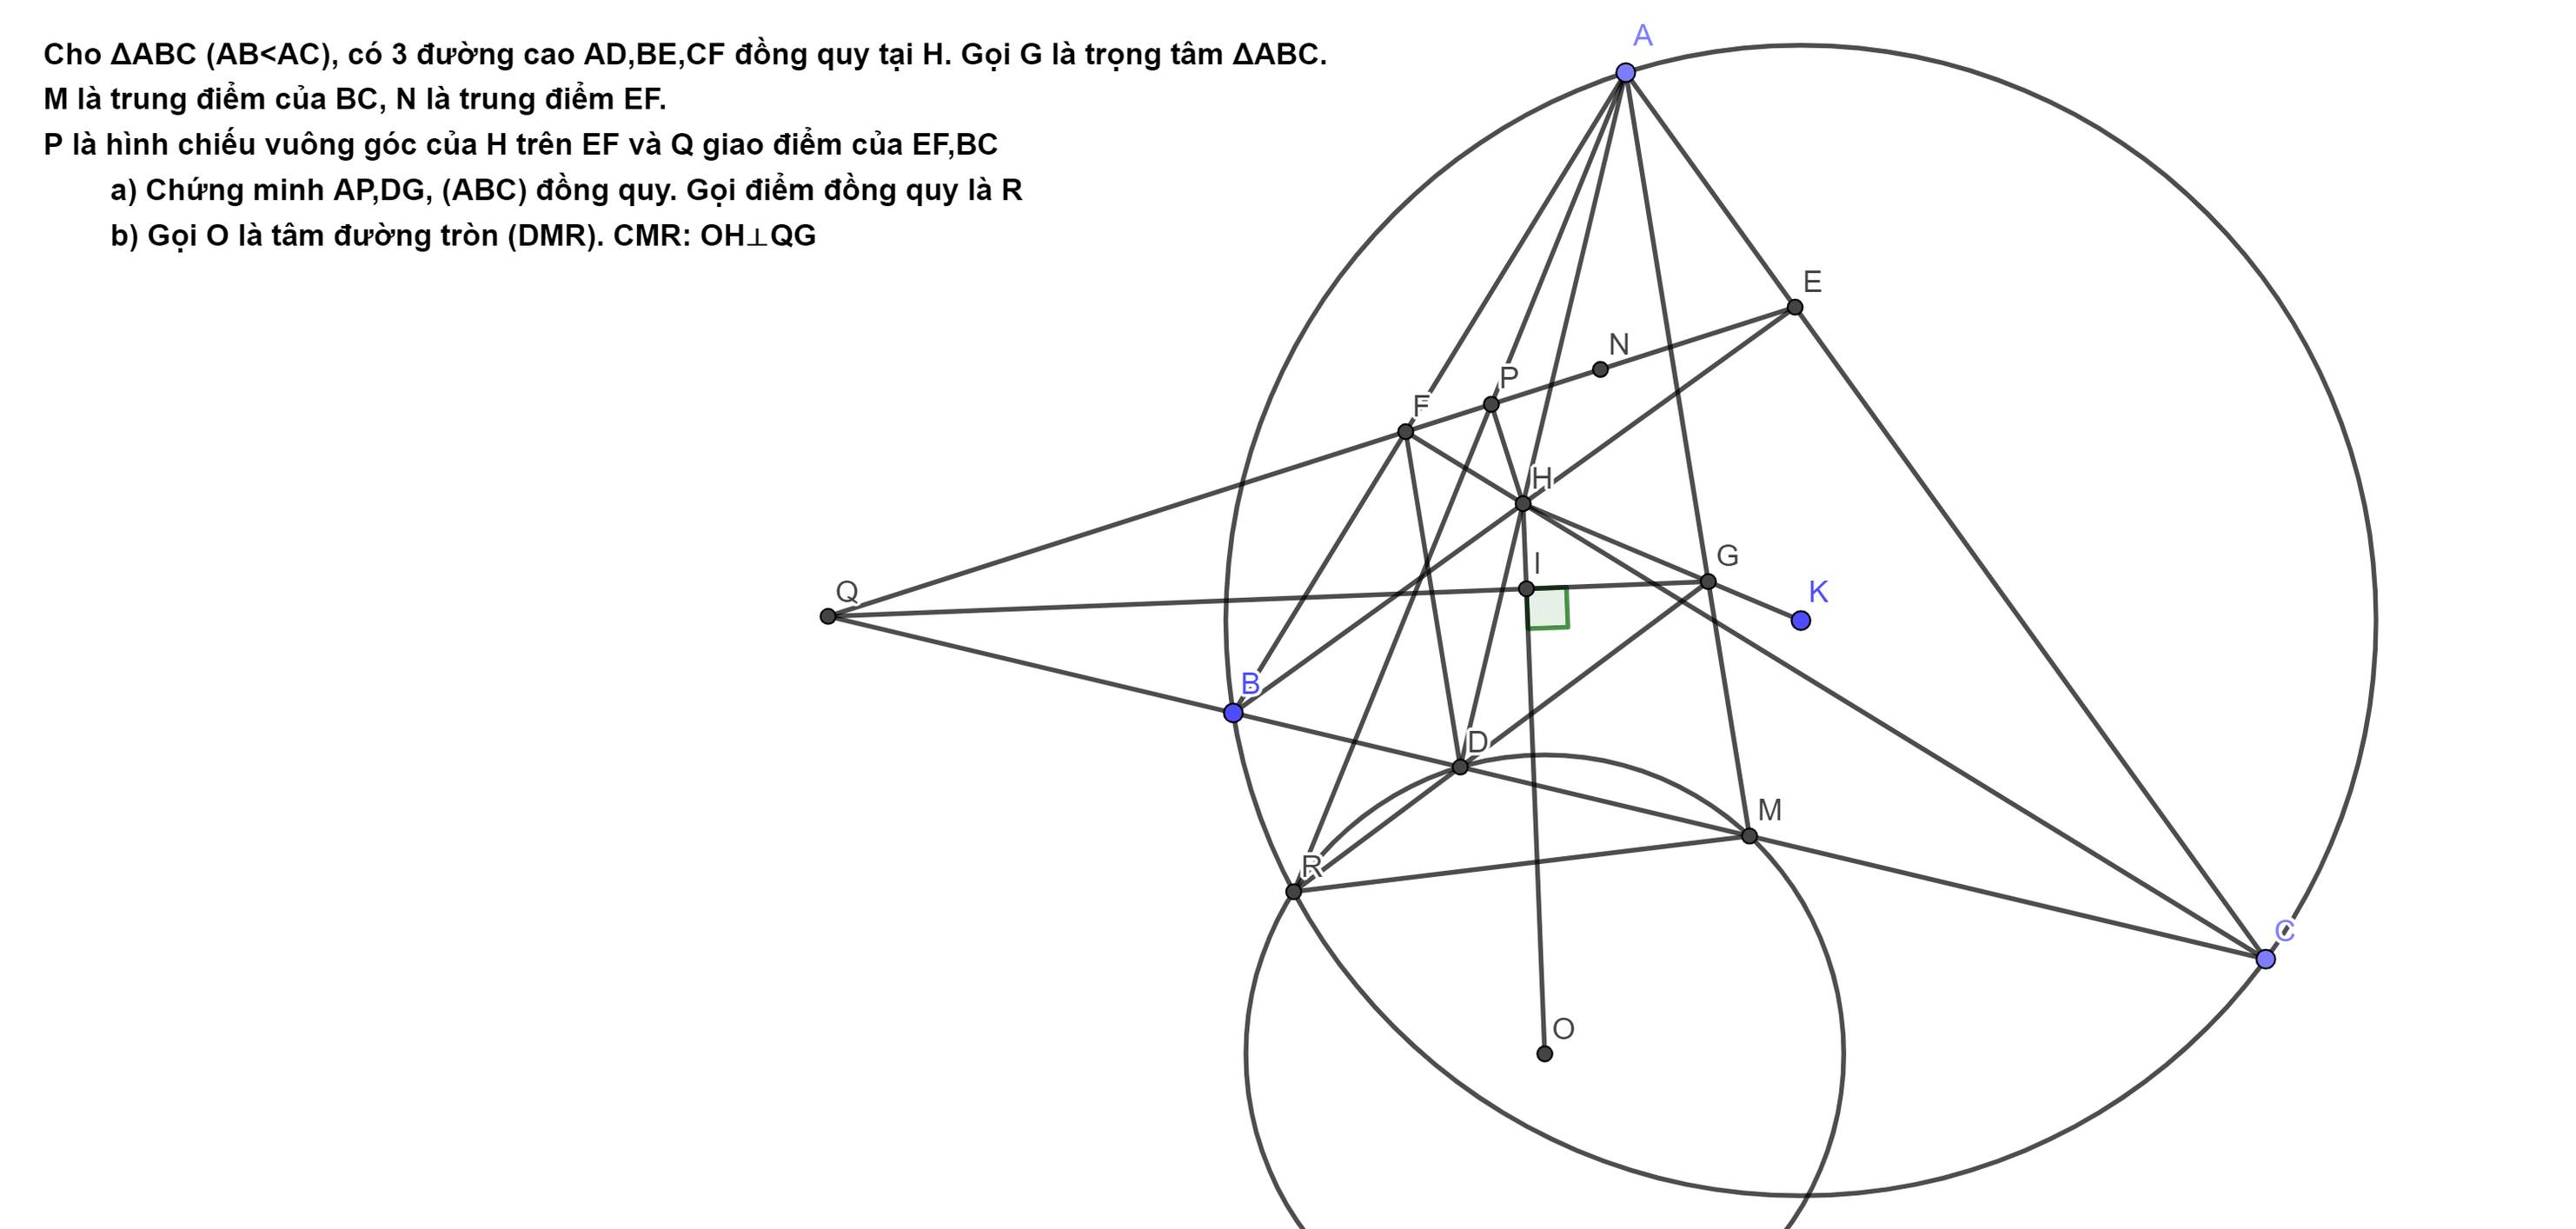 Cho ΔABC (AB<AC), có 3 đường cao AD,BE,CF đồng quy tại H. Gọi G là trọng tâm ΔABC.
M là trung điểm của BC, N là trung điểm EF.
P là hình chiếu vuông góc của H trên EF và Q giao điểm của EF,BC
a) Chứng minh AP,DG, (ABC) đồng quy. Gọi điểm đồng quy là R
b) Gọi O là tâm đường tròn (DMR). CMR: OH⊥QG
A
E
N
P
F
H
G
I
K
Q
B
D
M
R
C
O